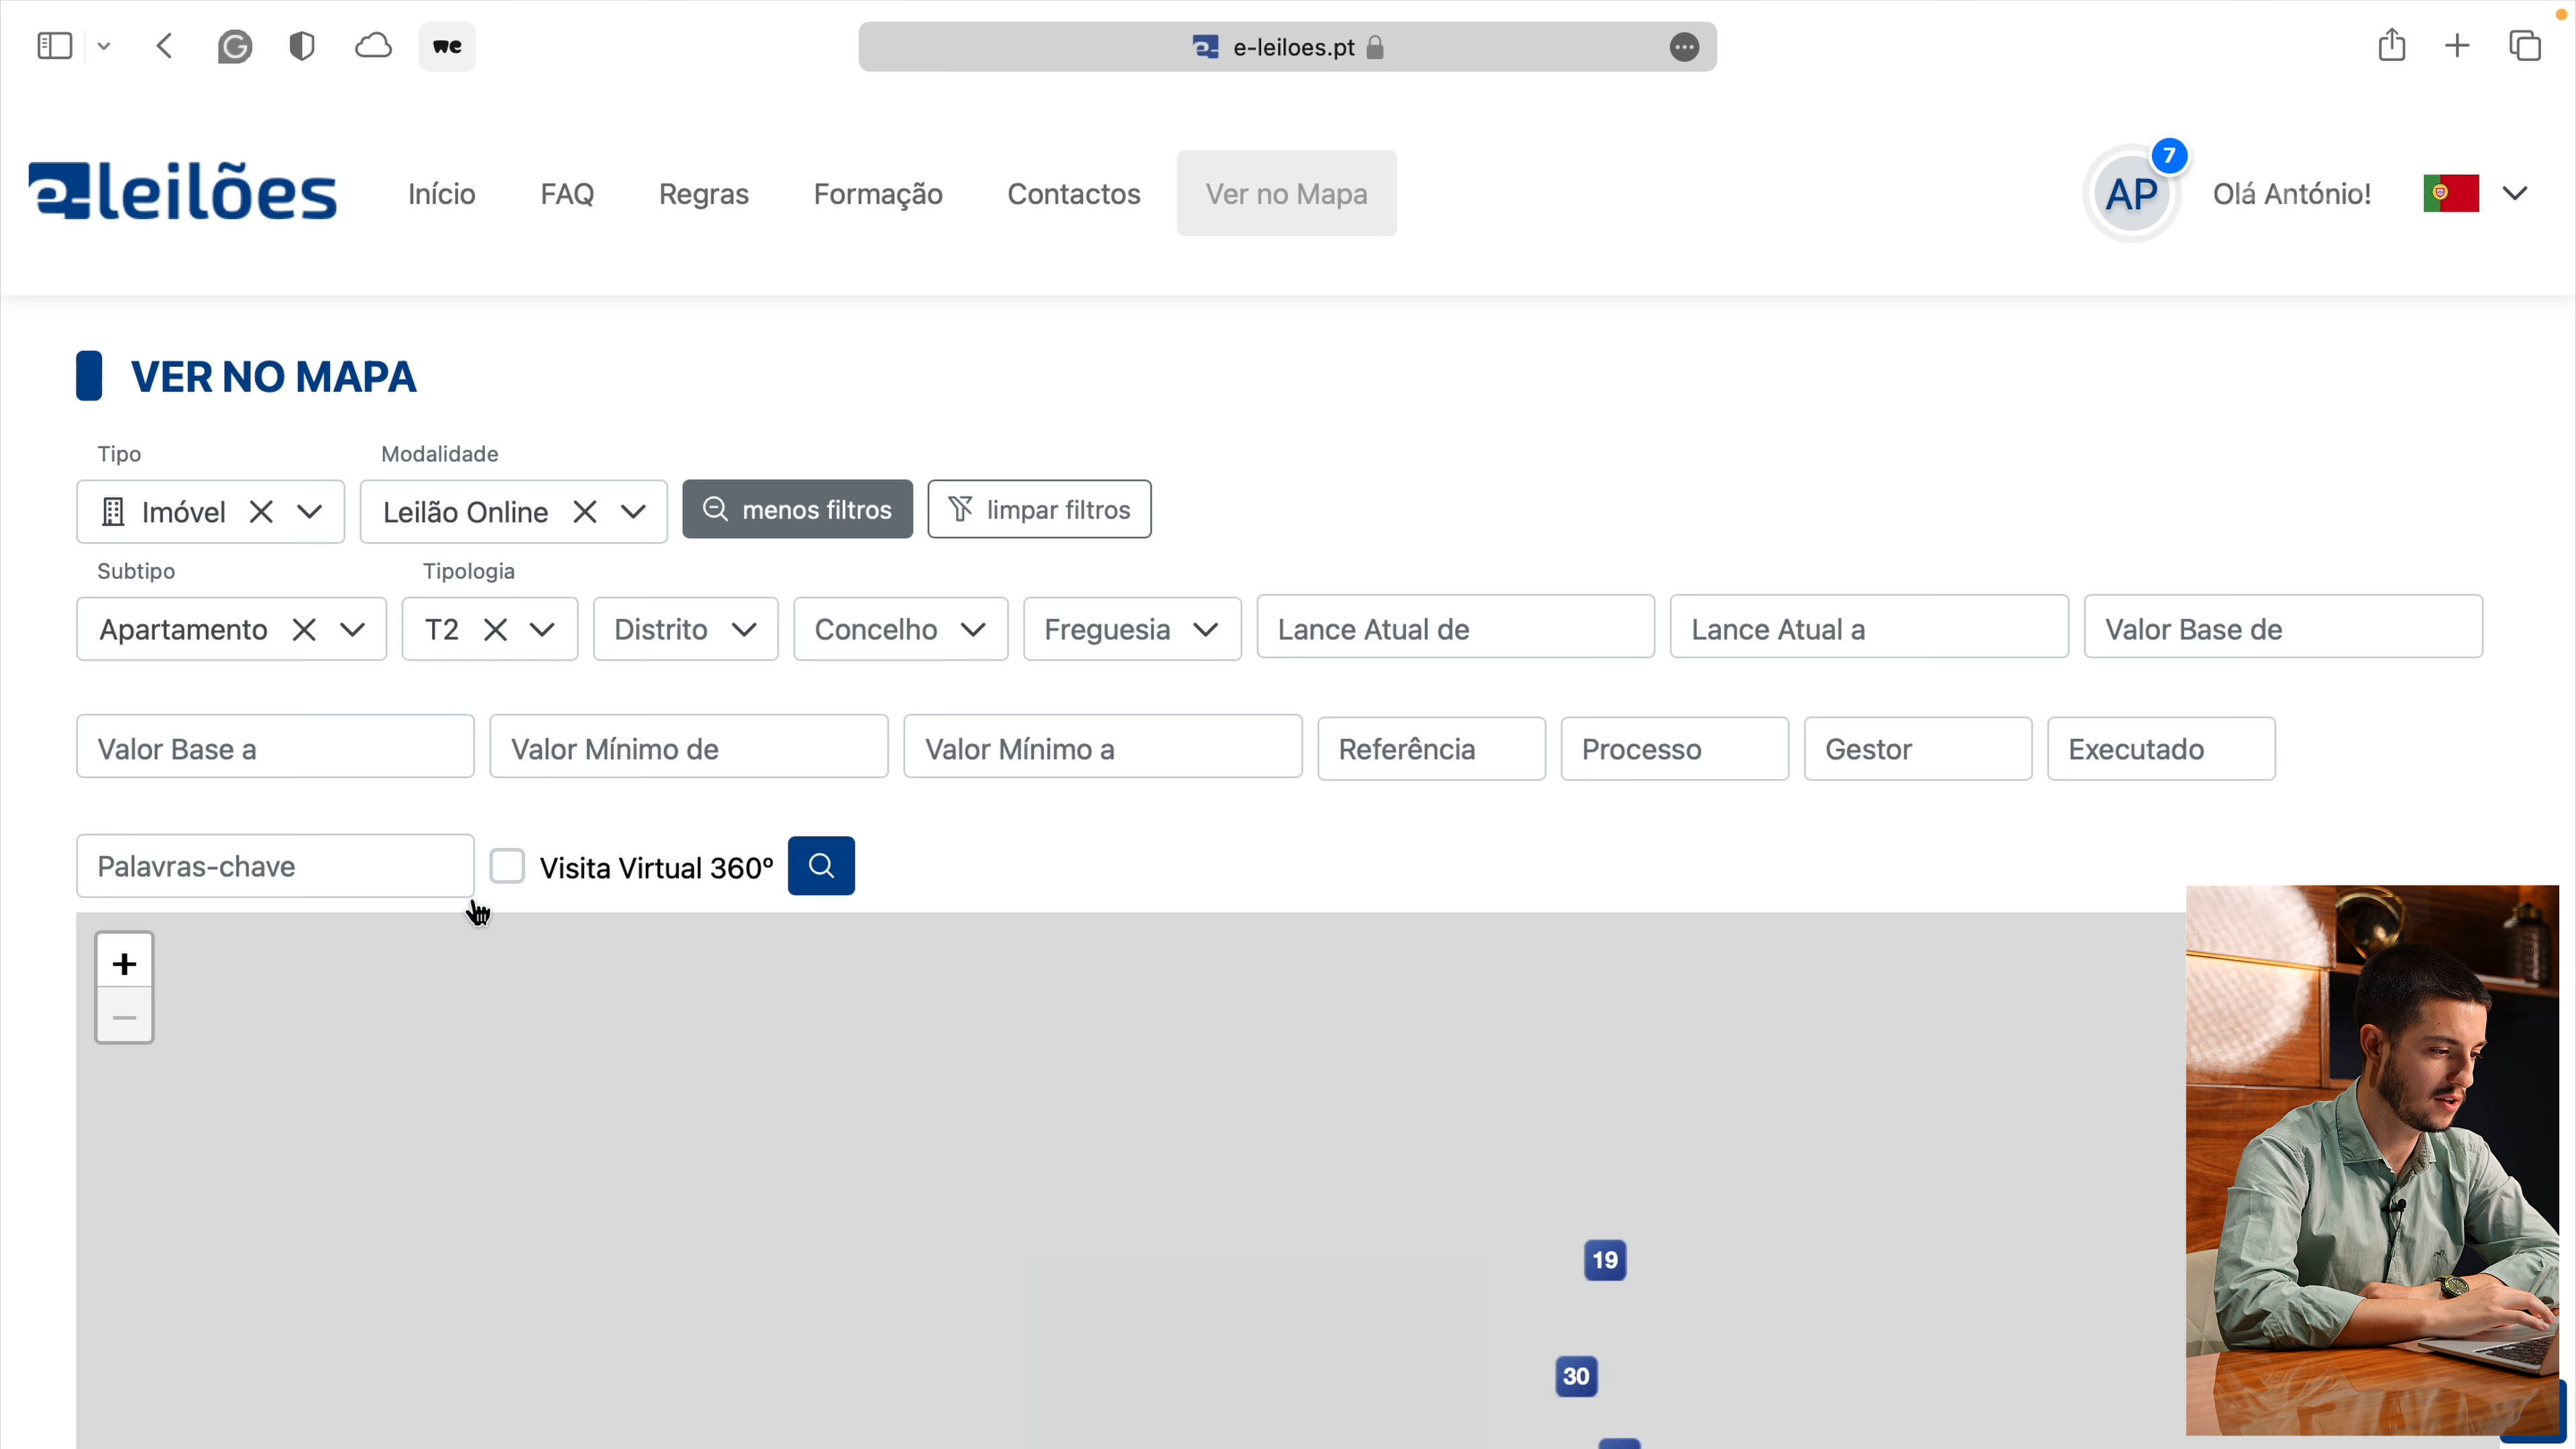 we
e-leiloes.pt
e-leilões
Início
FAQ
Regras
Formação
Contactos
Ver no Mapa
AP
7
Olá António!
VER NO MAPA
Tipo
Modalidade
Imóvel
Leilão Online
menos filtros
limpar filtros
Subtipo
Tipologia
Apartamento
T2
Distrito
Concelho
Freguesia
Lance Atual de
Lance Atual a
Valor Base de
Valor Base a
Valor Mínimo de
Valor Mínimo a
Referência
Processo
Gestor
Executado
Palavras-chave
Visita Virtual 360º
+
−
19
30